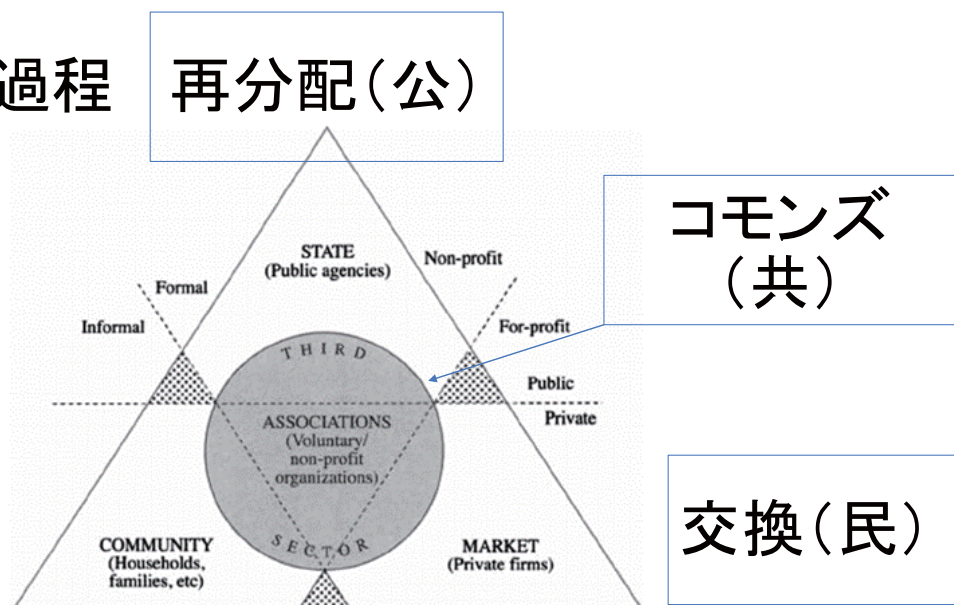 過程
再分配（公）
コモンズ
（共）
STATE
(Public agencies)
Non-profit
Formal
Informal
For-profit
THIRD
Public
Private
ASSOCIATIONS
(Voluntary/
non-profit
organizations)
SECTOR
COMMUNITY
(Households,
families, etc)
MARKET
(Private firms)
交換（民）